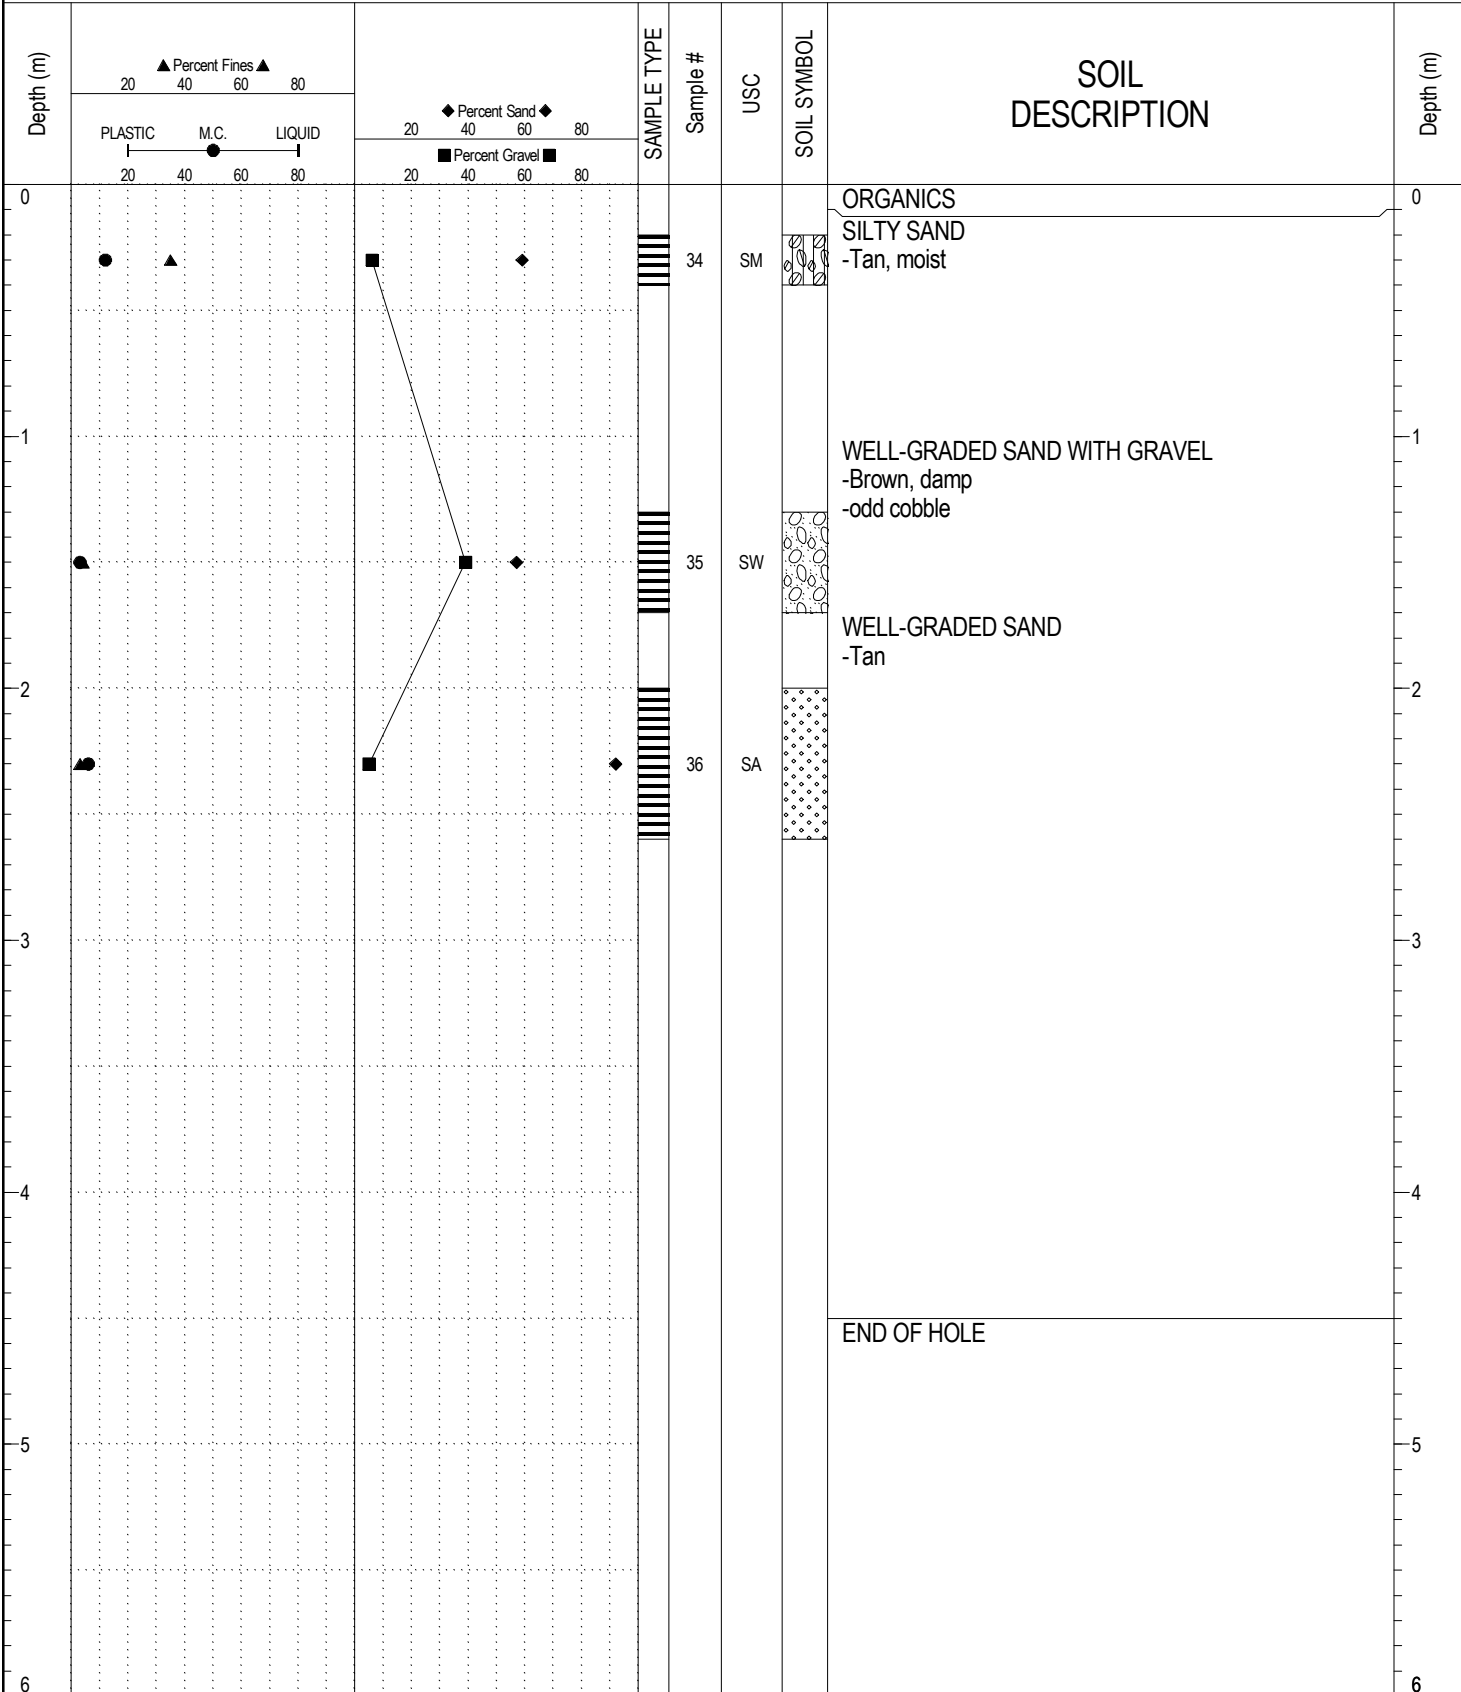 Depth (m)
▲ Percent Fines ▲
20 40 60 80
PLASTIC M.C. LIQUID
20 40 60 80
◆ Percent Sand ◆
20 40 60 80
■ Percent Gravel ■
20 40 60 80
SAMPLE TYPE
Sample #
USC
SOIL SYMBOL
SOIL
DESCRIPTION
Depth (m)
0 ORGANICS 0
SILTY SAND
34 SM -Tan, moist
1 1
WELL-GRADED SAND WITH GRAVEL
-Brown, damp
-odd cobble
35 SW
WELL-GRADED SAND
-Tan
2 2
36 SA
3 3
4 4
END OF HOLE
5 5
6 6